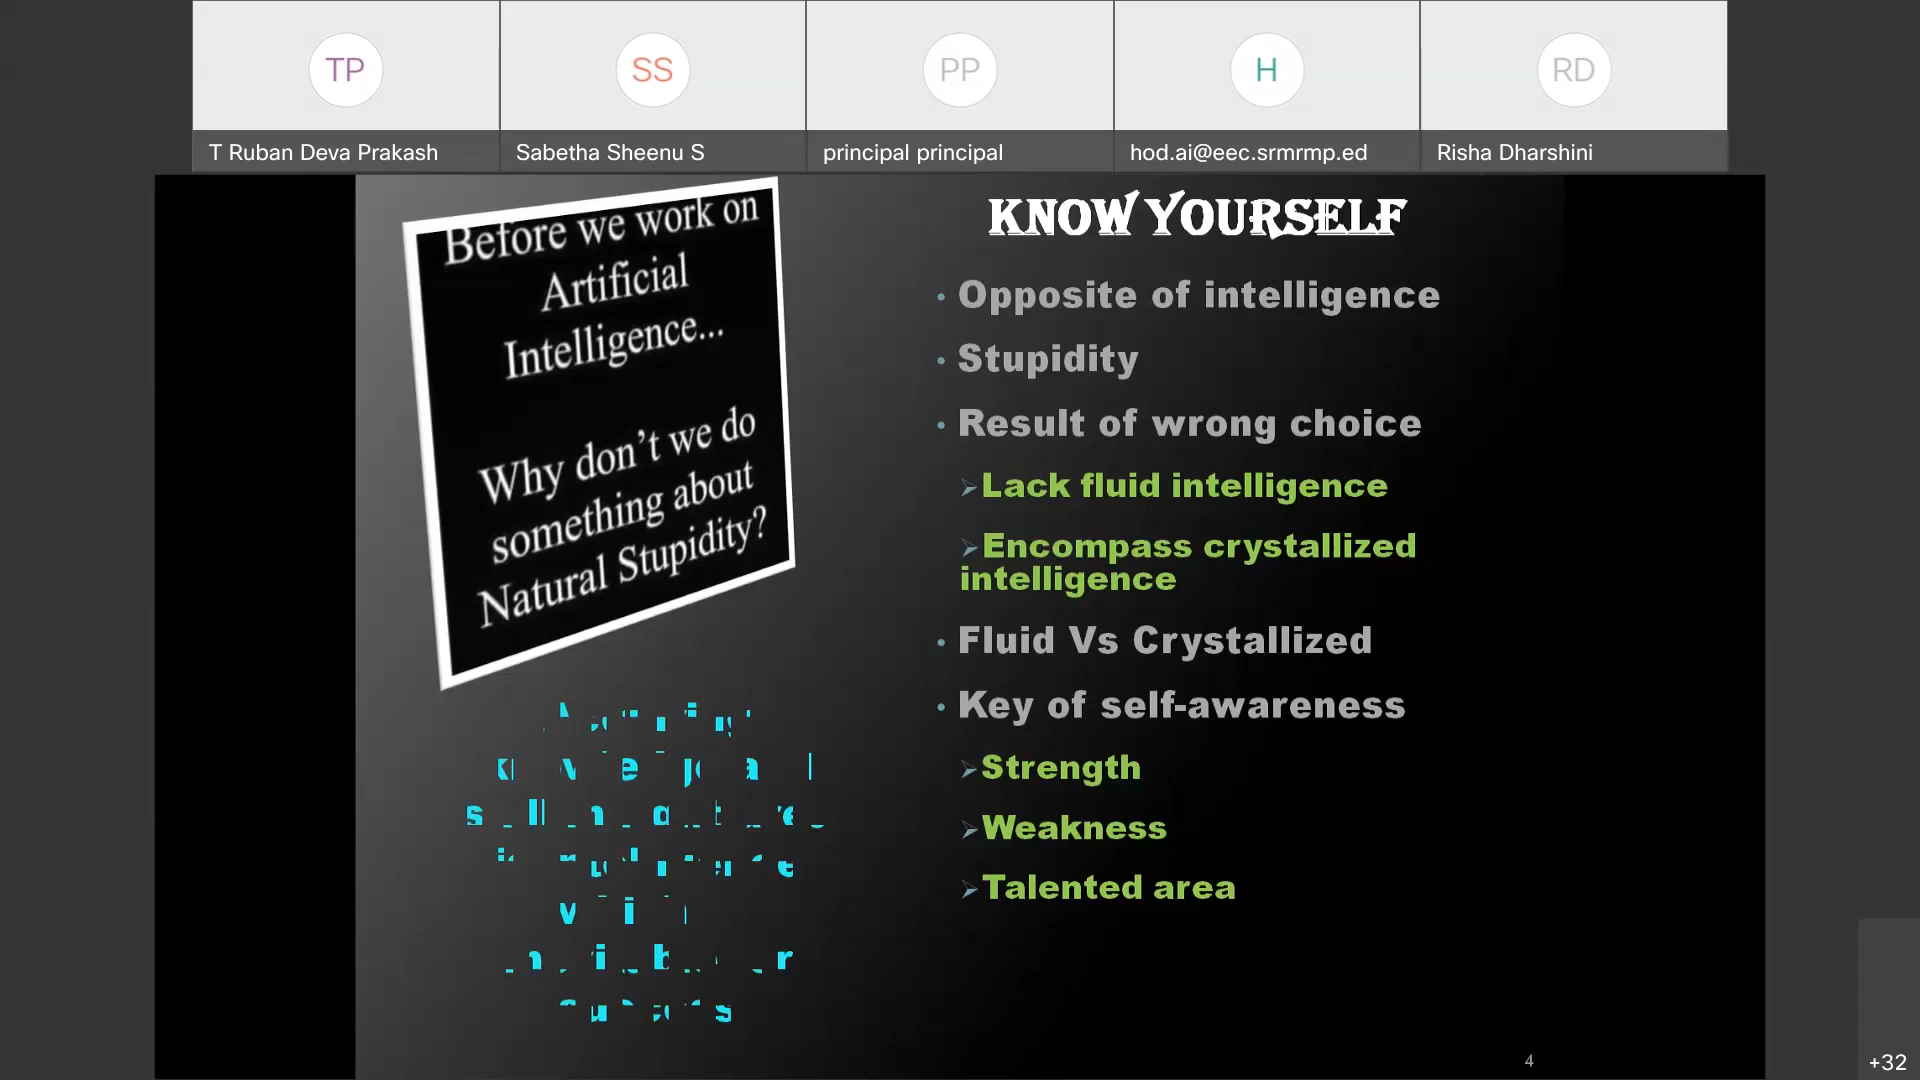 TP
SS
PP
H
RD
T Ruban Deva Prakash
Sabetha Sheenu S
principal principal
hod.ai@eec.srmrmp.ed
Risha Dharshini
Before we work on
Artificial
Intelligence...
Why don't we do
something about
Natural Stupidity?
KNOW YOURSELF
• Opposite of intelligence
• Stupidity
• Result of wrong choice
➢Lack fluid intelligence
➢Encompass crystallized
intelligence
• Fluid Vs Crystallized
• Key of self-awareness
➢Strength
➢Weakness
➢Talented area
4
+32